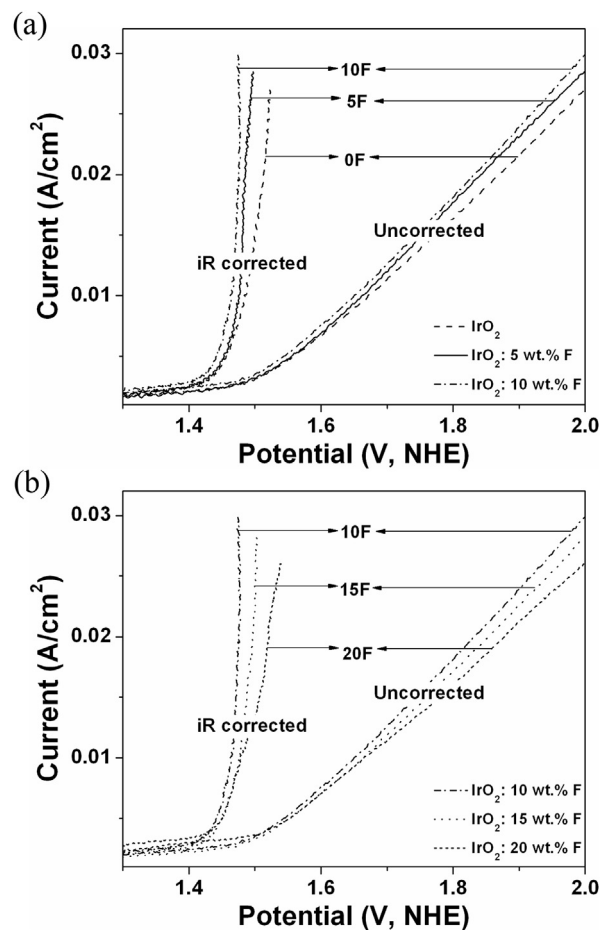 (a)
0.03
0.02
0.01
Current (A/cm²)
10F
5F
0F
iR corrected
Uncorrected
IrO₂
IrO₂: 5 wt.% F
IrO₂: 10 wt.% F
1.4 1.6 1.8 2.0
Potential (V, NHE)
(b)
0.03
0.02
0.01
Current (A/cm²)
10F
15F
20F
Uncorrected
iR corrected
IrO₂: 10 wt.% F
IrO₂: 15 wt.% F
IrO₂: 20 wt.% F
1.4 1.6 1.8 2.0
Potential (V, NHE)